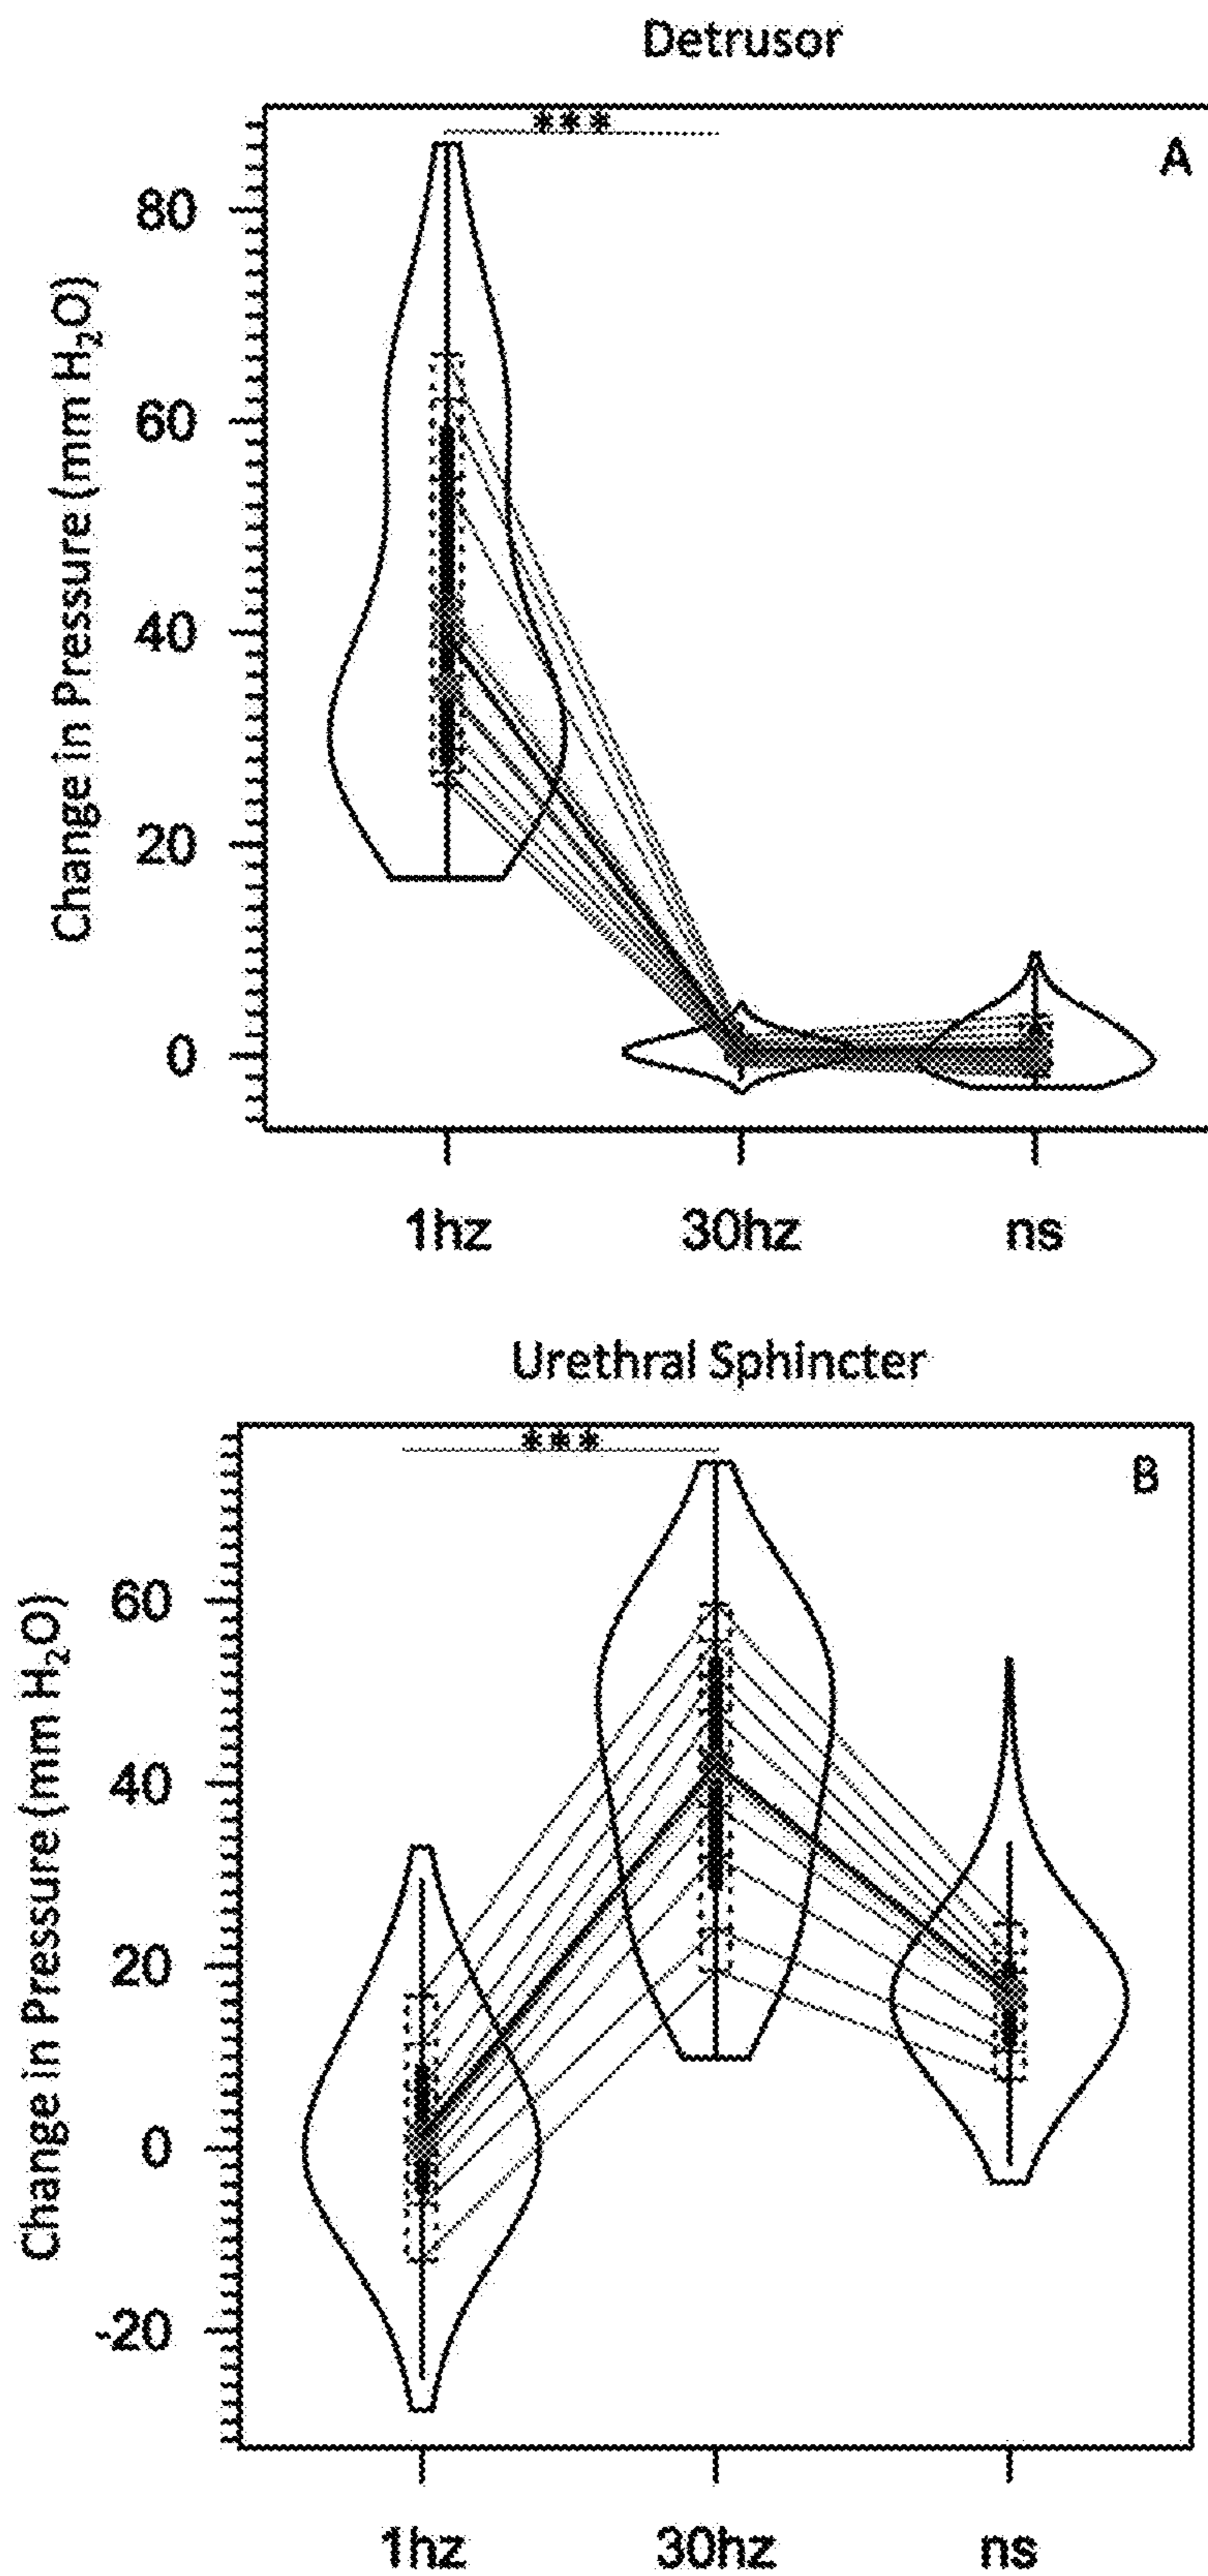 Detrusor
***
A
80
60
40
20
0
Change in Pressure (mm H₂O)
1hz 30hz ns
Urethral Sphincter
***
B
60
40
20
0
-20
Change in Pressure (mm H₂O)
1hz 30hz ns